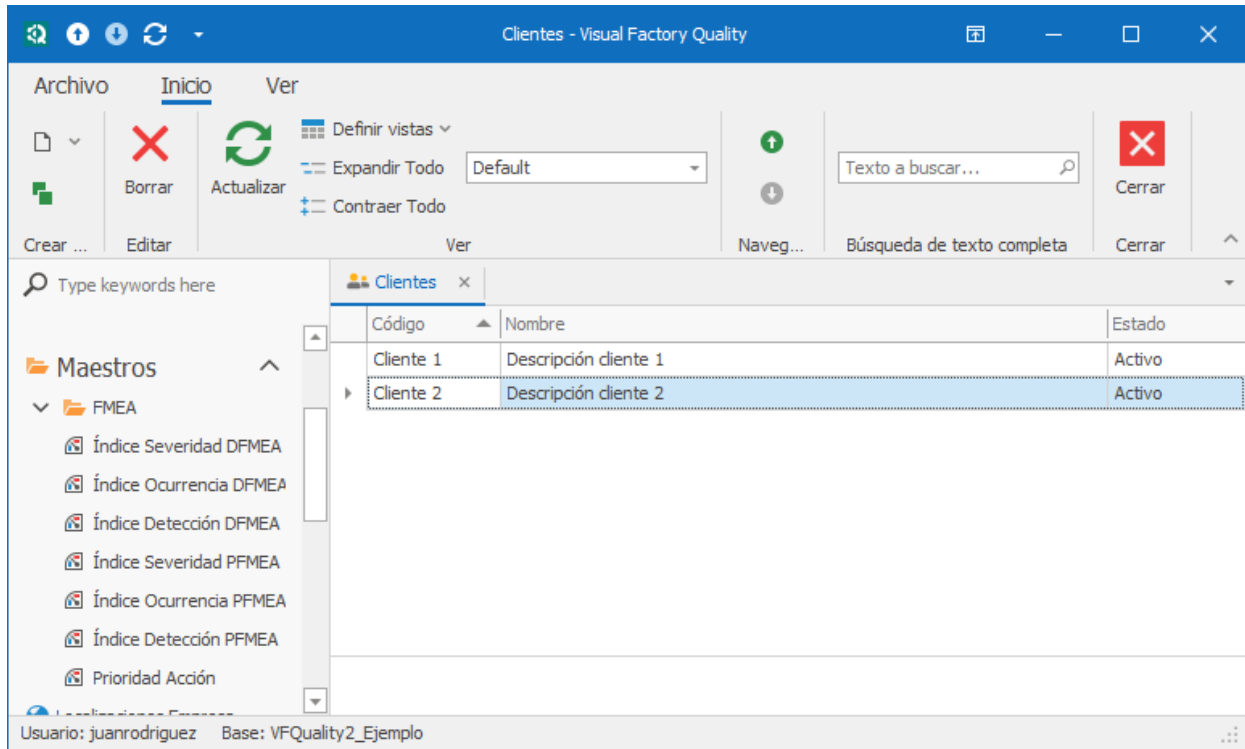 Clientes - Visual Factory Quality
Archivo Inicio Ver
Borrar
Actualizar
Definir vistas
Expandir Todo
Contraer Todo
Default
Texto a buscar...
Cerrar
Crear ... Editar Ver Naveg... Búsqueda de texto completa Cerrar
Type keywords here
Clientes
Código Nombre Estado
Cliente 1 Descripción cliente 1 Activo
Cliente 2 Descripción cliente 2 Activo
Maestros
FMEA
Índice Severidad DFMEA
Índice Ocurrencia DFMEA
Índice Detección DFMEA
Índice Severidad PFMEA
Índice Ocurrencia PFMEA
Índice Detección PFMEA
Prioridad Acción
Usuario: juanrodriguez Base: VFQuality2_Ejemplo